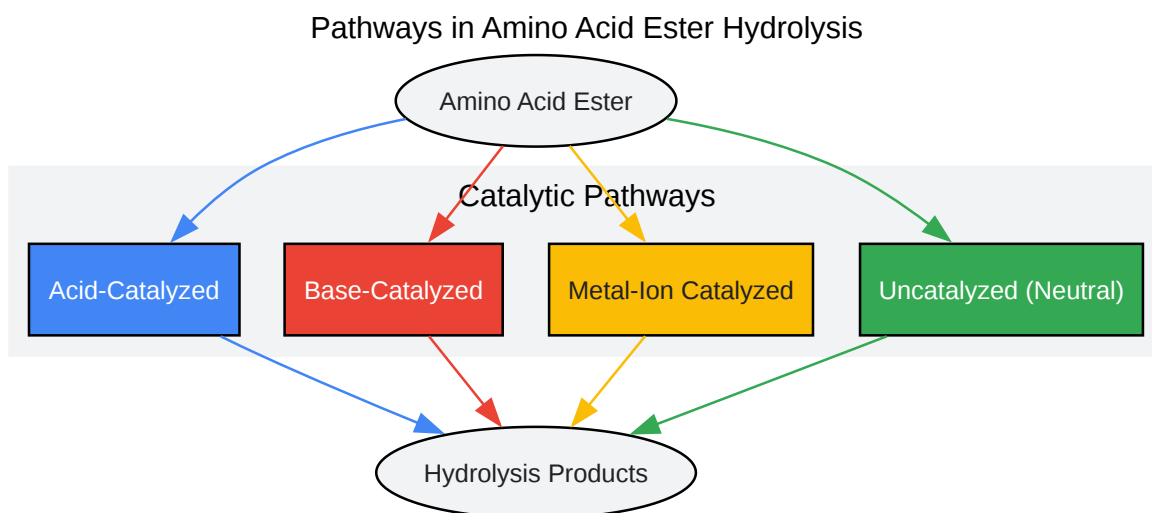 Pathways in Amino Acid Ester Hydrolysis
Amino Acid Ester
Catalytic Pathways
Acid-Catalyzed
Base-Catalyzed
Metal-Ion Catalyzed
Uncatalyzed (Neutral)
Hydrolysis Products